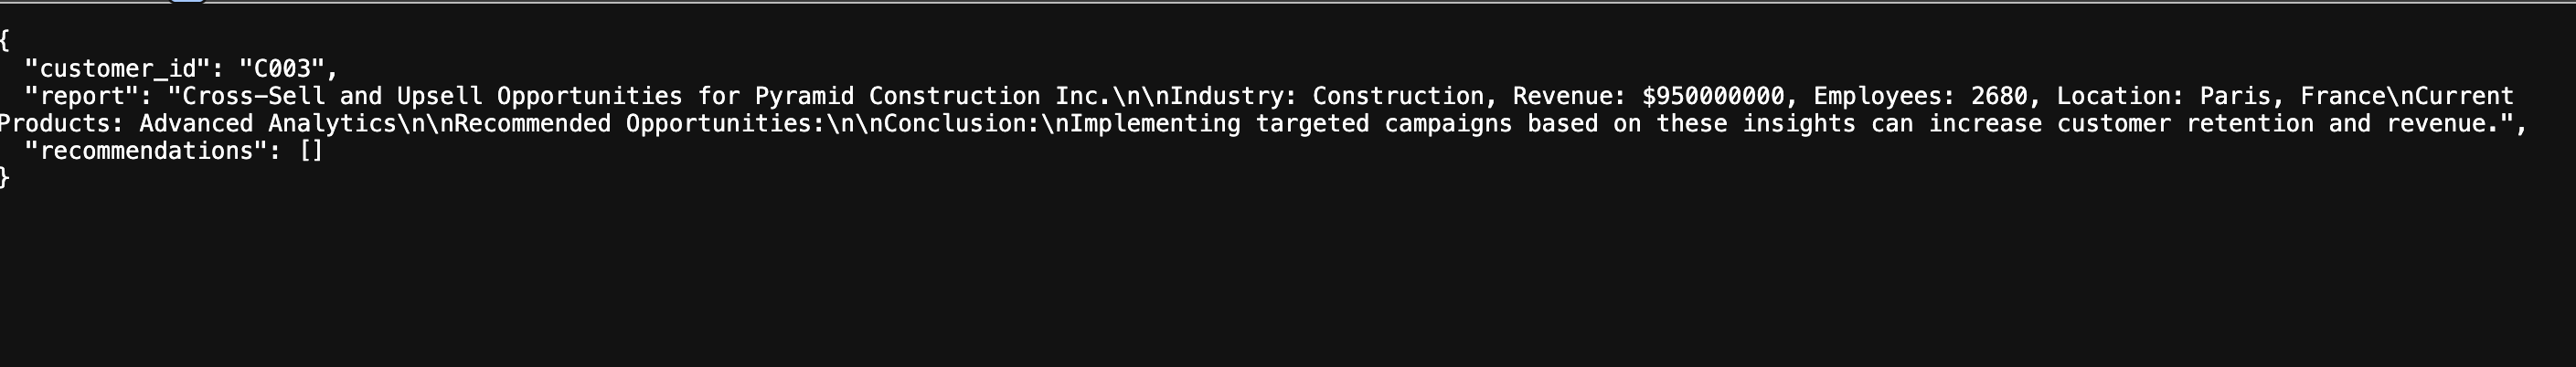 {
  "customer_id": "C003",
  "report": "Cross-Sell and Upsell Opportunities for Pyramid Construction Inc.\n\nIndustry: Construction, Revenue: $950000000, Employees: 2680, Location: Paris, France\nCurrent
Products: Advanced Analytics\n\nRecommended Opportunities:\n\nConclusion:\nImplementing targeted campaigns based on these insights can increase customer retention and revenue.",
  "recommendations": []
}